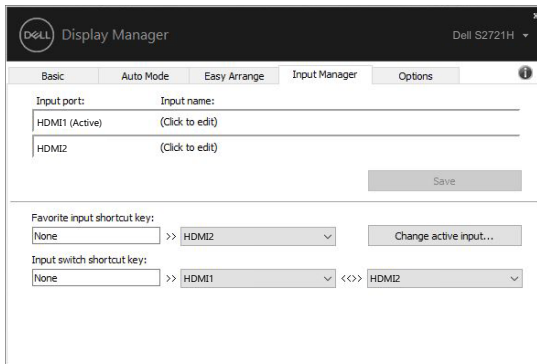 DELL Display Manager Dell S2721H
Basic Auto Mode Easy Arrange Input Manager Options
Input port: Input name:
HDMI1 (Active) (Click to edit)
HDMI2 (Click to edit)
Save
Favorite input shortcut key:
None >> HDMI2 Change active input...
Input switch shortcut key:
None >> HDMI1 <<>> HDMI2